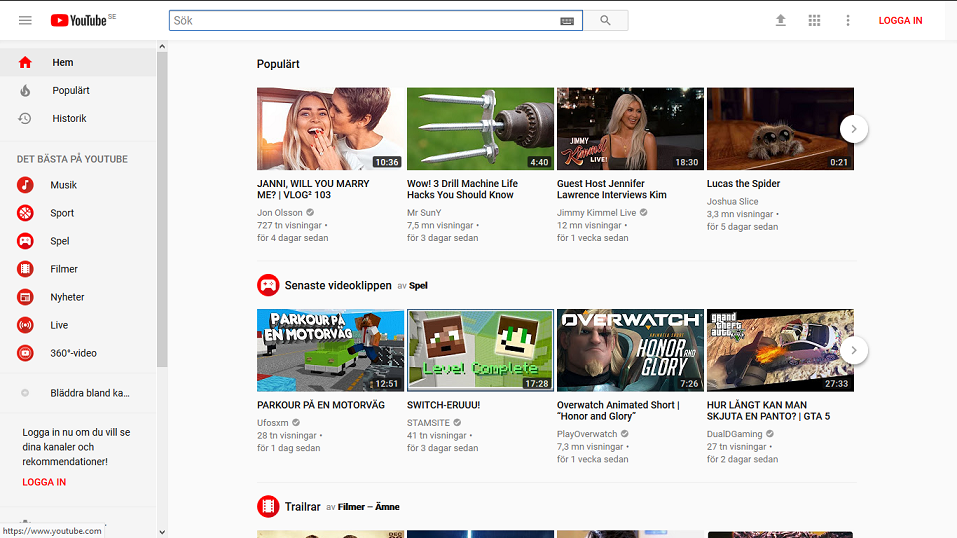 YouTube SE
Sök
LOGGA IN
Hem
Populärt
Historik
DET BÄSTA PÅ YOUTUBE
Musik
Sport
Spel
Filmer
Nyheter
Live
360°-video
Bläddra bland ka...
Logga in nu om du vill se
dina kanaler och
rekommendationer!
LOGGA IN
https://www.youtube.com
Populärt
10:36
JANNI, WILL YOU MARRY
ME? | VLOG² 103
Jon Olsson
727 tn visningar •
för 4 dagar sedan
4:40
Wow! 3 Drill Machine Life
Hacks You Should Know
Mr SunY
7,5 mn visningar •
för 3 dagar sedan
JIMMY
KIMMEL
LIVE!
18:30
Guest Host Jennifer
Lawrence Interviews Kim
Jimmy Kimmel Live
12 mn visningar •
för 1 vecka sedan
0:21
Lucas the Spider
Joshua Slice
3,3 mn visningar •
för 5 dagar sedan
Senaste videoklippen av Spel
PARKOUR PÅ
EN MOTORVÄG
12:51
PARKOUR PÅ EN MOTORVÄG
Ufosxm
28 tn visningar •
för 1 dag sedan
Level Complete
17:28
SWITCH-ERUUU!
STAMSITE
41 tn visningar •
för 3 dagar sedan
OVERWATCH
ANIMATED SHORT
HONOR AND
GLORY
7:26
Overwatch Animated Short |
“Honor and Glory”
PlayOverwatch
7,3 mn visningar •
för 1 vecka sedan
grand
theft
auto
27:33
HUR LÅNGT KAN MAN
SKJUTA EN PANTO? | GTA 5
DualDGaming
27 tn visningar •
för 2 dagar sedan
Trailrar av Filmer – Ämne